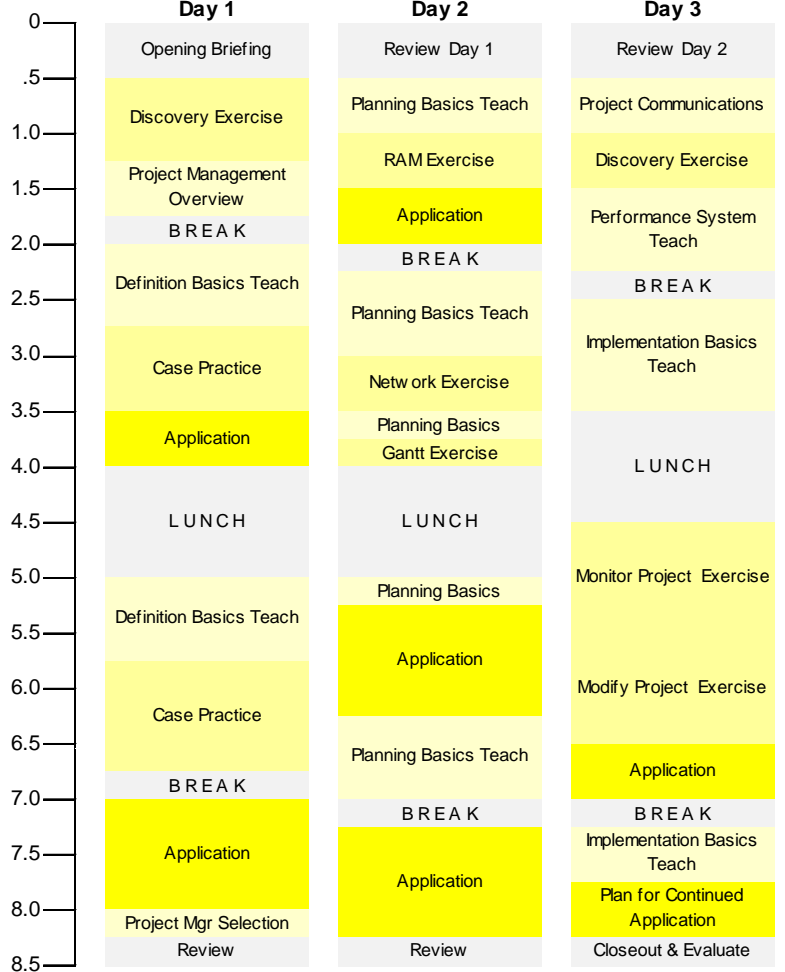 Day 1
Day 2
Day 3
0
.5
1.0
1.5
2.0
2.5
3.0
3.5
4.0
4.5
5.0
5.5
6.0
6.5
7.0
7.5
8.0
8.5
Opening Briefing
Discovery Exercise
Project Management
Overview
BREAK
Definition Basics Teach
Case Practice
Application
LUNCH
Definition Basics Teach
Case Practice
BREAK
Application
Project Mgr Selection
Review
Review Day 1
Planning Basics Teach
RAM Exercise
Application
BREAK
Planning Basics Teach
Network Exercise
Planning Basics
Gantt Exercise
LUNCH
Planning Basics
Application
Planning Basics Teach
BREAK
Application
Review
Review Day 2
Project Communications
Discovery Exercise
Performance System
Teach
BREAK
Implementation Basics
Teach
LUNCH
Monitor Project Exercise
Modify Project Exercise
Application
BREAK
Implementation Basics
Teach
Plan for Continued
Application
Closeout & Evaluate